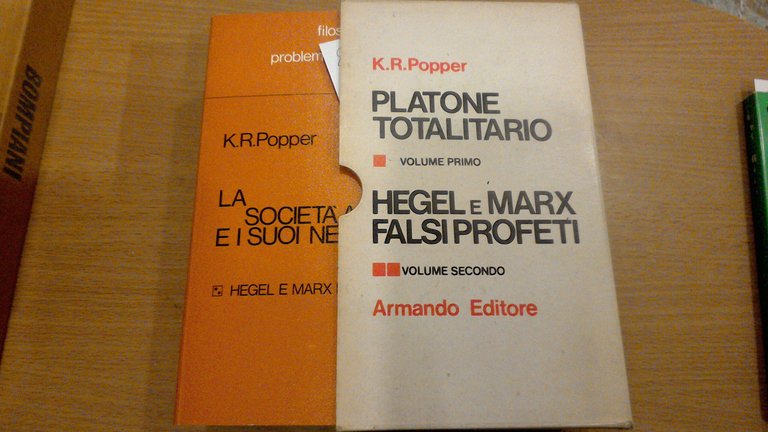 BOMPIANI
filos
problem
K.R.Popper
LA
SOCIETÀ A
E I SUOI NE
HEGEL E MARX
K.R.Popper
PLATONE
TOTALITARIO
VOLUME PRIMO
HEGEL E MARX
FALSI PROFETI
VOLUME SECONDO
Armando Editore